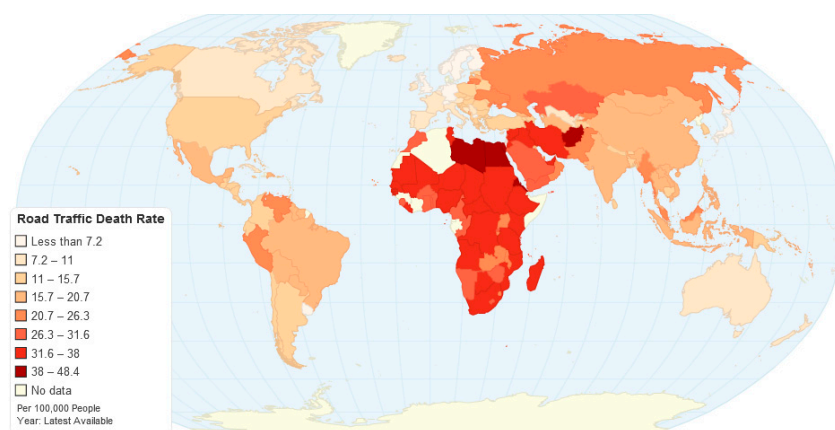 Road Traffic Death Rate
Less than 7.2
7.2 – 11
11 – 15.7
15.7 – 20.7
20.7 – 26.3
26.3 – 31.6
31.6 – 38
38 – 48.4
No data
Per 100,000 People
Year: Latest Available